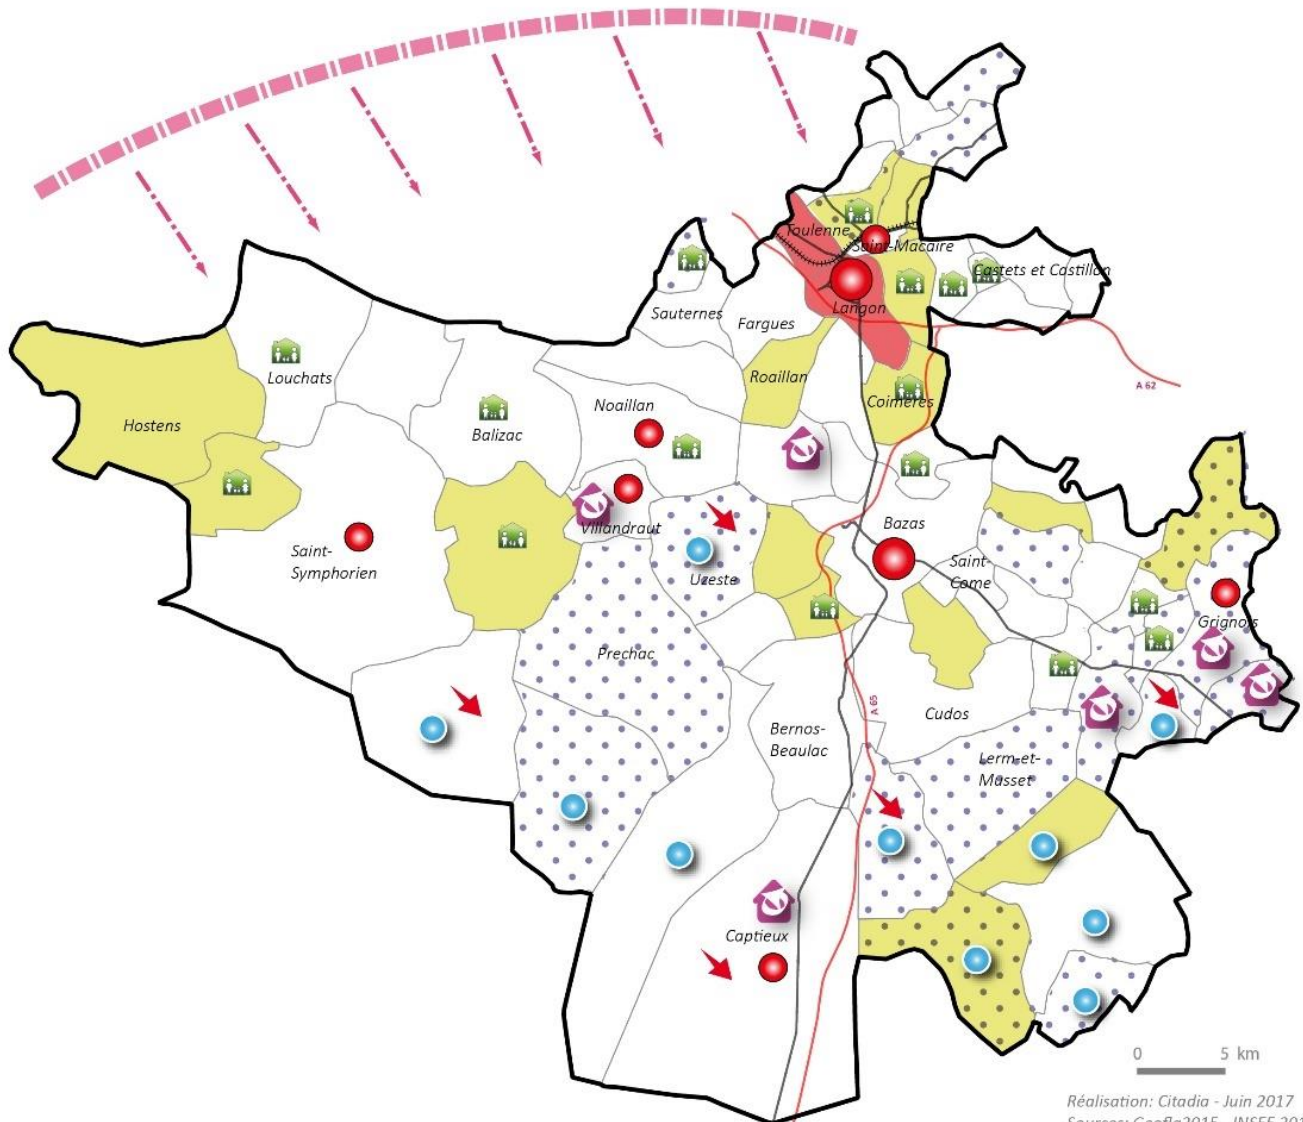 Toulenne
Saint-Macaire
Castets et Castillon
Langon
Sauternes
Fargues
Roaillan
Coimères
A 62
Louchats
Hostens
Noaillan
Balizac
Villandraut
Bazas
Saint-
Symphorien
Uzeste
Saint-
Come
Grignols
Prechac
A 65
Cudos
Bernos-
Beaulac
Lerm-et-
Musset
Captieux
0 5 km
Réalisation: Citadia - Juin 2017